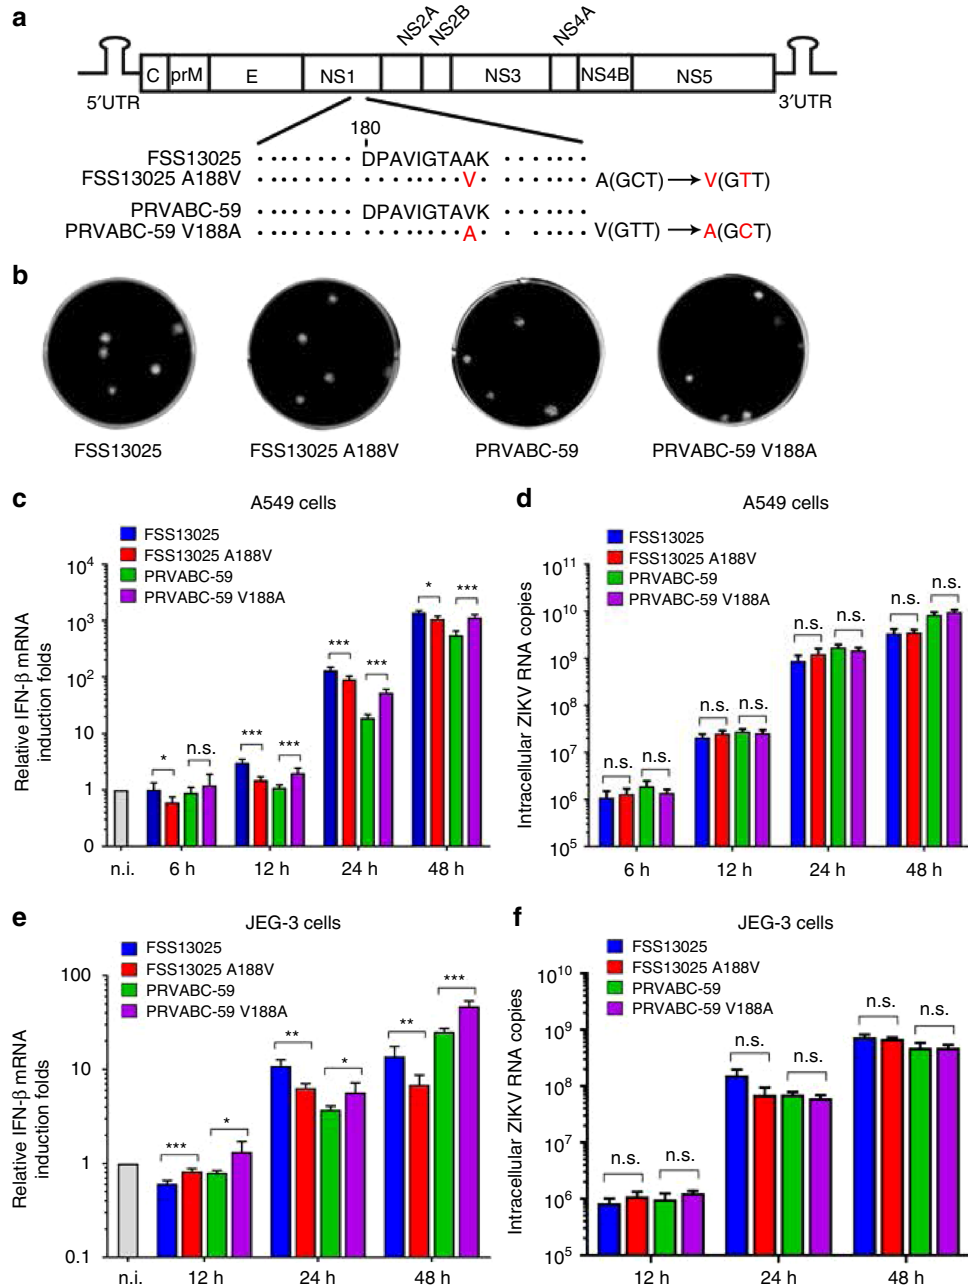 a
NS2A
NS2B
NS4A
C
prM
E
NS1
NS3
NS4B
NS5
5′UTR
3′UTR
180
FSS13025
DPAVIGTAAK
FSS13025 A188V
V
A(GCT)
V(GTT)
PRVABC-59
DPAVIGTAVK
PRVABC-59 V188A
A
V(GTT)
A(GCT)
b
FSS13025
FSS13025 A188V
PRVABC-59
PRVABC-59 V188A
c
A549 cells
FSS13025
FSS13025 A188V
PRVABC-59
PRVABC-59 V188A
Relative IFN-β mRNA
induction folds
10⁴
10³
10²
10
1
0
*
n.s.
***
***
***
***
*
***
n.i.
6 h
12 h
24 h
48 h
d
A549 cells
FSS13025
FSS13025 A188V
PRVABC-59
PRVABC-59 V188A
Intracellular ZIKV RNA copies
10¹¹
10¹⁰
10⁹
10⁸
10⁷
10⁶
10⁵
n.s.
n.s.
n.s.
n.s.
n.s.
n.s.
n.s.
n.s.
6 h
12 h
24 h
48 h
e
JEG-3 cells
FSS13025
FSS13025 A188V
PRVABC-59
PRVABC-59 V188A
Relative IFN-β mRNA
induction folds
100
10
1
0.1
***
*
**
*
**
***
n.i.
12 h
24 h
48 h
f
JEG-3 cells
FSS13025
FSS13025 A188V
PRVABC-59
PRVABC-59 V188A
Intracellular ZIKV RNA copies
10¹⁰
10⁹
10⁸
10⁷
10⁶
10⁵
n.s.
n.s.
n.s.
n.s.
n.s.
n.s.
12 h
24 h
48 h